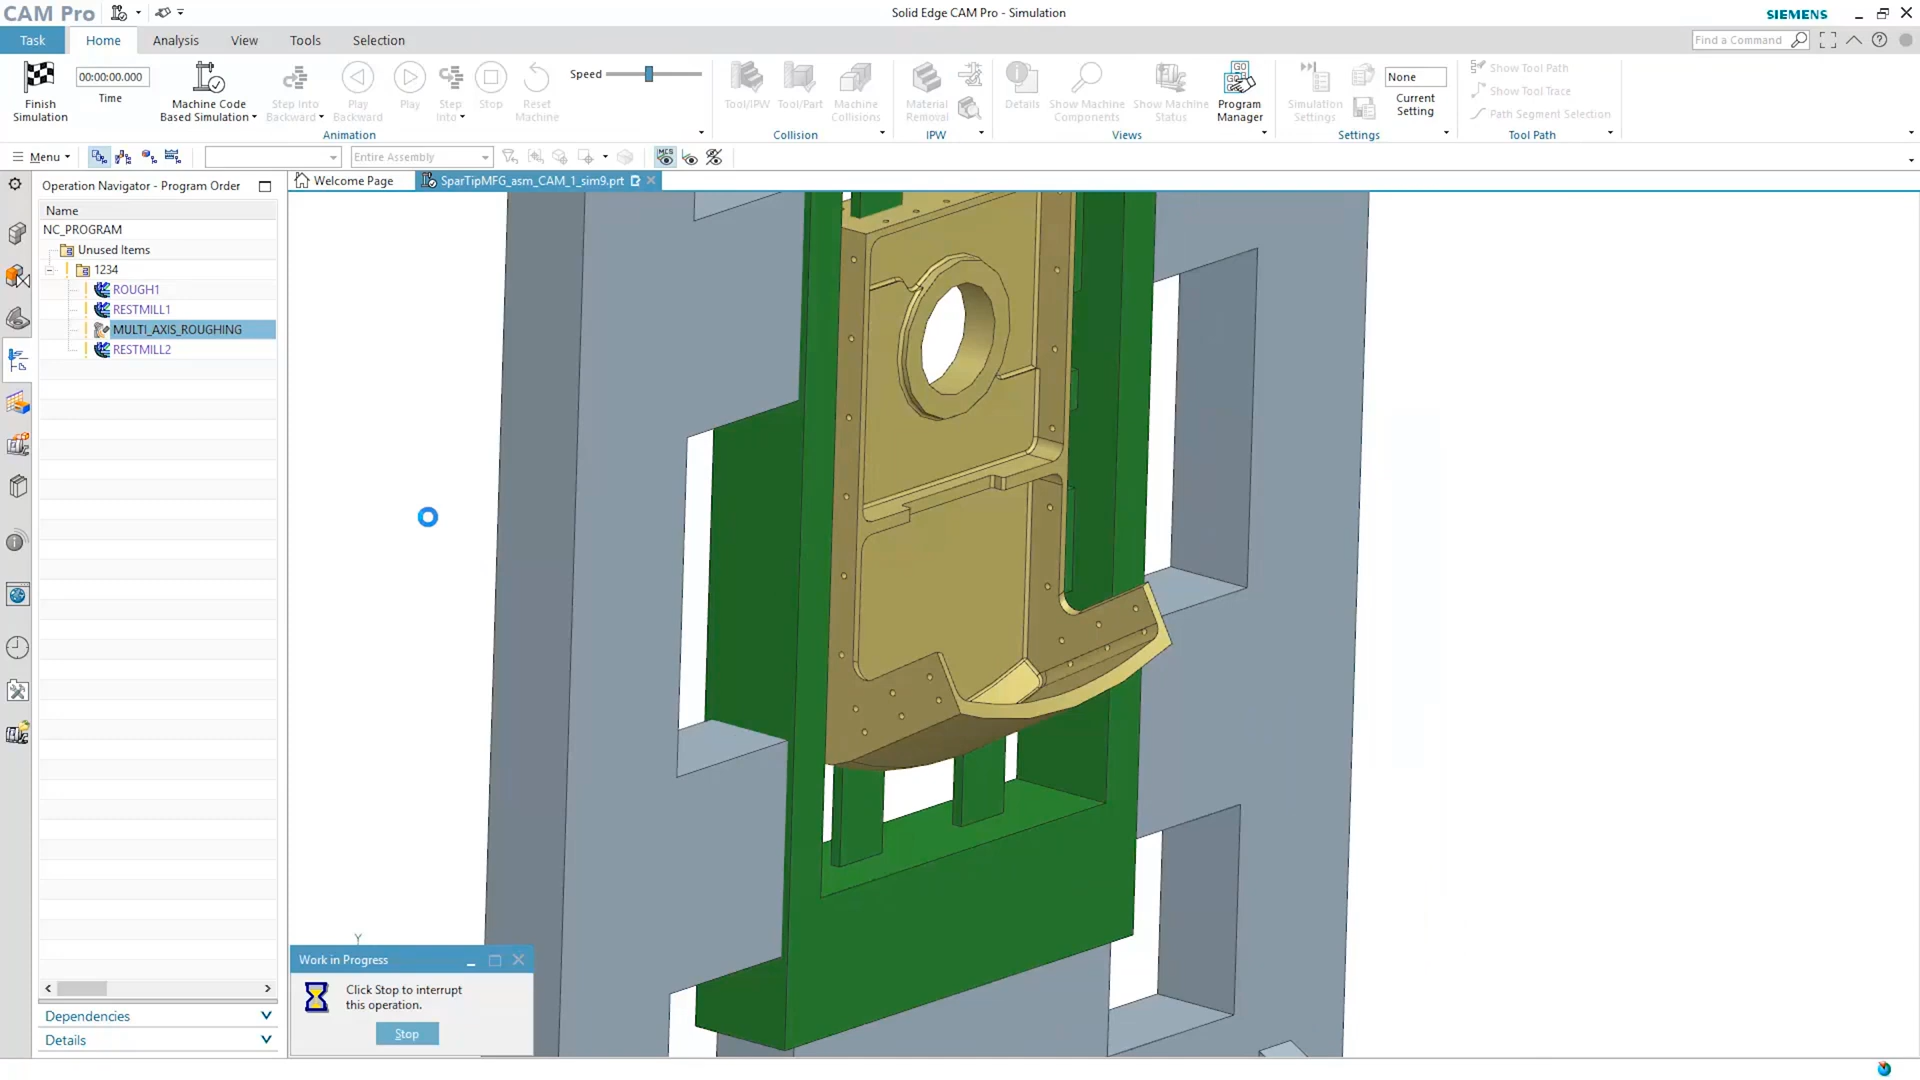 CAM Pro
Solid Edge CAM Pro - Simulation
SIEMENS
Task
Home
Analysis
View
Tools
Selection
Find a Command
Finish Simulation
00:00:00.000
Time
Machine Code Based Simulation
Step Into Backward
Play Backward
Play
Step Into
Stop
Reset Machine
Speed
Animation
Tool/IPW
Tool/Part
Machine Collisions
Collision
Material Removal
IPW
Details
Show Machine Components
Show Machine Status
Program Manager
Views
Simulation Settings
None
Current Setting
Settings
Show Tool Path
Show Tool Trace
Path Segment Selection
Tool Path
Menu
Entire Assembly
MCS
Operation Navigator - Program Order
Welcome Page
SparTipMFG_asm_CAM_1_sim9.prt
Name
NC_PROGRAM
Unused Items
1234
ROUGH1
RESTMILL1
MULTI_AXIS_ROUGHING
RESTMILL2
Y
Work in Progress
Click Stop to interrupt
this operation.
Stop
Dependencies
Details